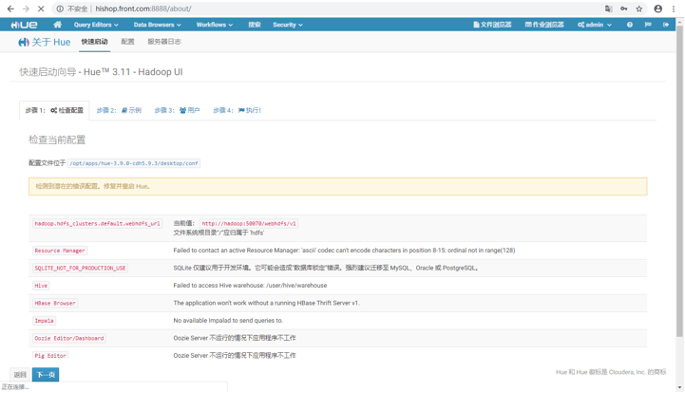 不安全 | hishop.front.com:8888/about/
HUE Query Editors Data Browsers Workflows 搜索 Security 文件浏览器 作业浏览器 admin
关于 Hue 快速启动 配置 服务器日志
快速启动向导 - Hue™ 3.11 - Hadoop UI
步骤 1: 检查配置 步骤 2: 示例 步骤 3: 用户 步骤 4: 执行!
检查当前配置
配置文件位于 /opt/apps/hue-3.9.0-cdh5.9.3/desktop/conf
检测到潜在的错误配置。修复并重启 Hue。
hadoop.hdfs_clusters.default.webhdfs_url 当前值: http://hadoop:50070/webhdfs/v1
文件系统根目录“/”应归属于 'hdfs'
Resource Manager Failed to contact an active Resource Manager: 'ascii' codec can't encode characters in position 8-15: ordinal not in range(128)
SQLITE_NOT_FOR_PRODUCTION_USE SQLite 仅建议用于开发环境。它可能会造成“数据库锁定”错误。强烈建议迁移至 MySQL、Oracle 或 PostgreSQL。
Hive Failed to access Hive warehouse: /user/hive/warehouse
HBase Browser The application won't work without a running HBase Thrift Server v1.
Impala No available Impalad to send queries to.
Oozie Editor/Dashboard Oozie Server 不运行的情况下应用程序不工作
Pig Editor Oozie Server 不运行的情况下应用程序不工作
返回 下一页 Hue 和 Hue 徽标是 Cloudera, Inc. 的商标
正在连接...